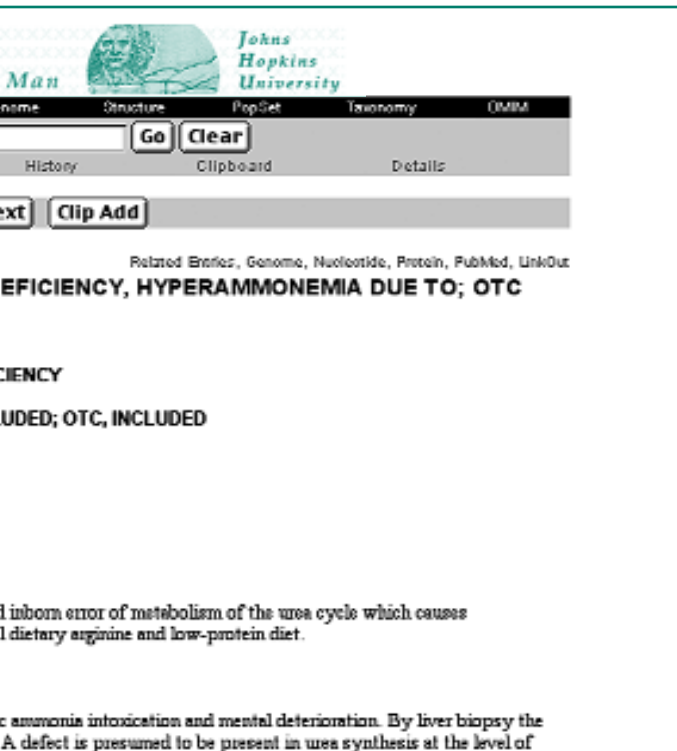 Johns
Hopkins
University
Man
nome Structure PopSet Taxonomy OMIM
Go Clear
History Clipboard Details
ext Clip Add
Related Entries, Genome, Nucleotide, Protein, PubMed, LinkOut
EFICIENCY, HYPERAMMONEMIA DUE TO; OTC
CIENCY
LUDED; OTC, INCLUDED
d inborn error of metabolism of the urea cycle which causes
l dietary arginine and low-protein diet.
c ammonia intoxication and mental deterioration. By liver biopsy the
A defect is presumed to be present in urea synthesis at the level of